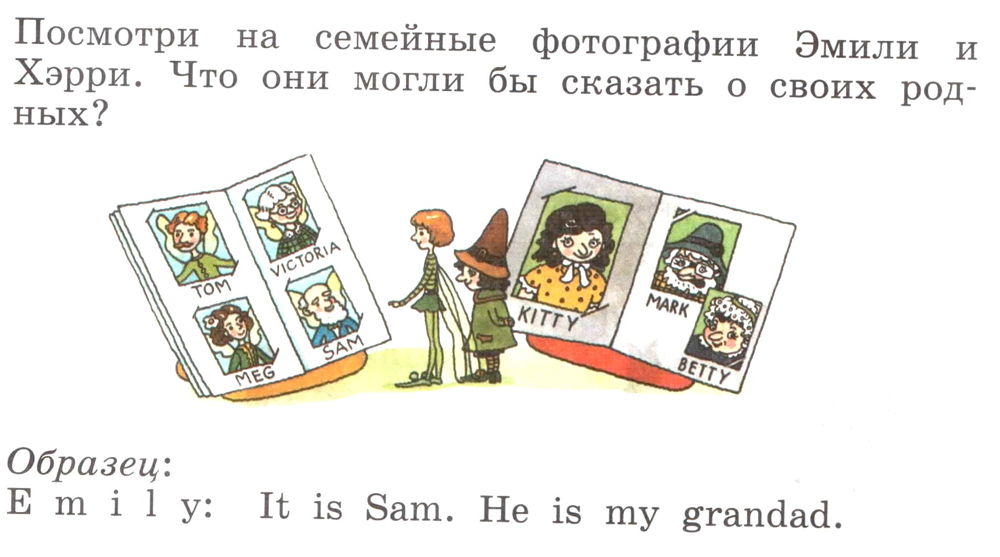 Посмотри на семейные фотографии Эмили и
Хэрри. Что они могли бы сказать о своих род-
ных?
TOM
VICTORIA
MEG
SAM
KITTY
MARK
BETTY
Образец:
Emily: It is Sam. He is my grandad.